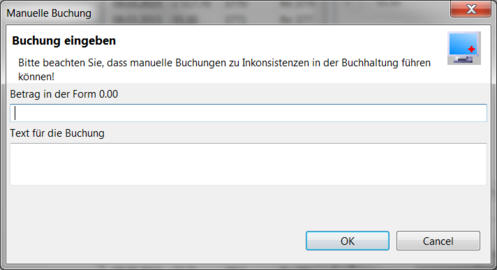 Manuelle Buchung
Buchung eingeben
Bitte beachten Sie, dass manuelle Buchungen zu Inkonsistenzen in der Buchhaltung führen
können!
Betrag in der Form 0.00
Text für die Buchung
OK
Cancel